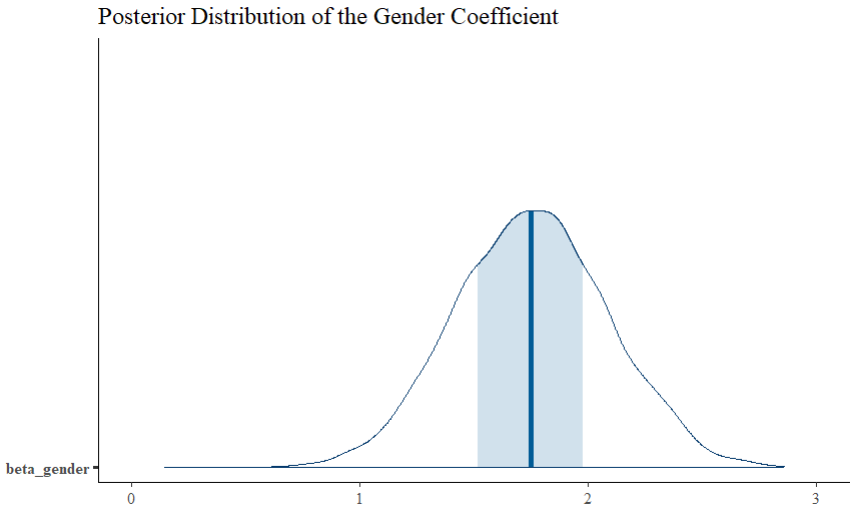 Posterior Distribution of the Gender Coefficient
beta_gender
0 1 2 3